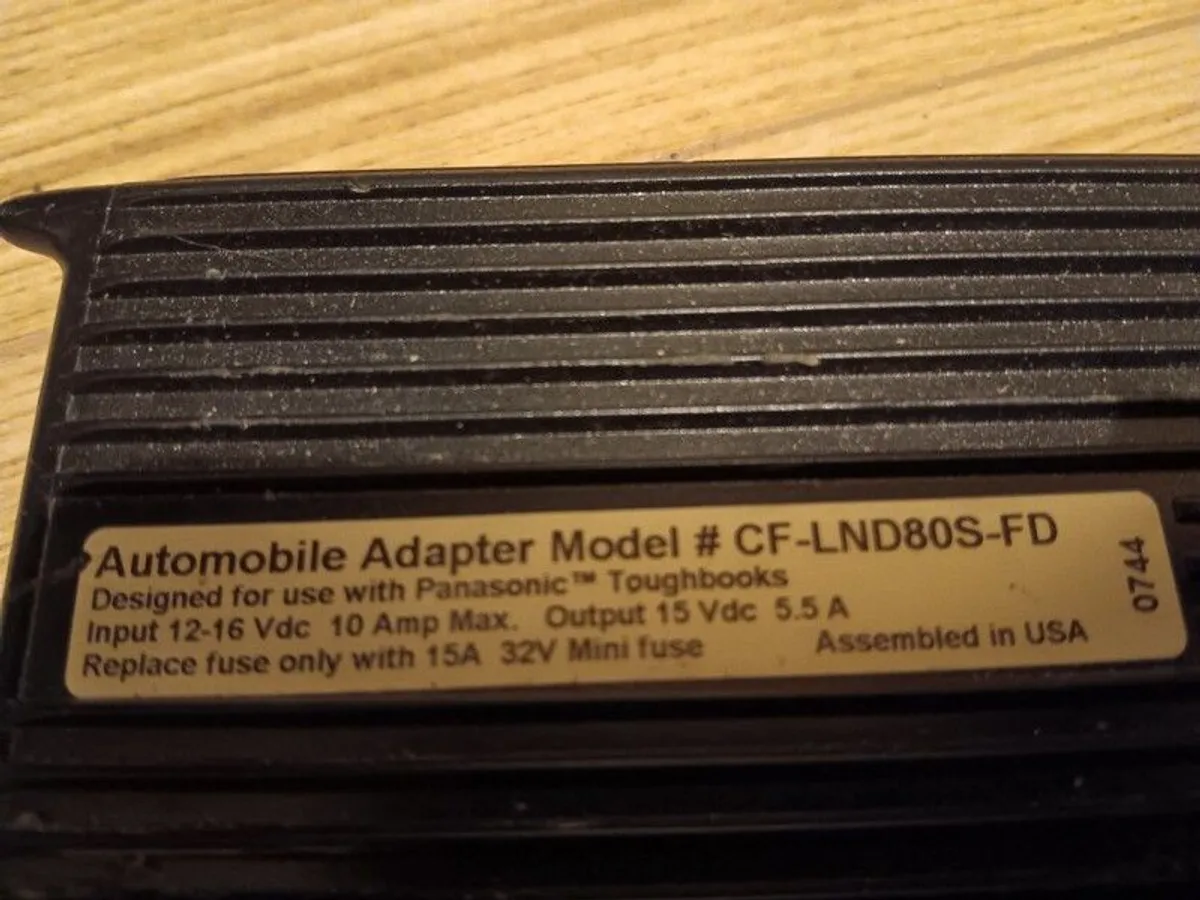 Automobile Adapter Model # CF-LND80S-FD
Designed for use with Panasonic™ Toughbooks
Input 12-16 Vdc 10 Amp Max. Output 15 Vdc 5.5 A
Replace fuse only with 15A 32V Mini fuse Assembled in USA
0744